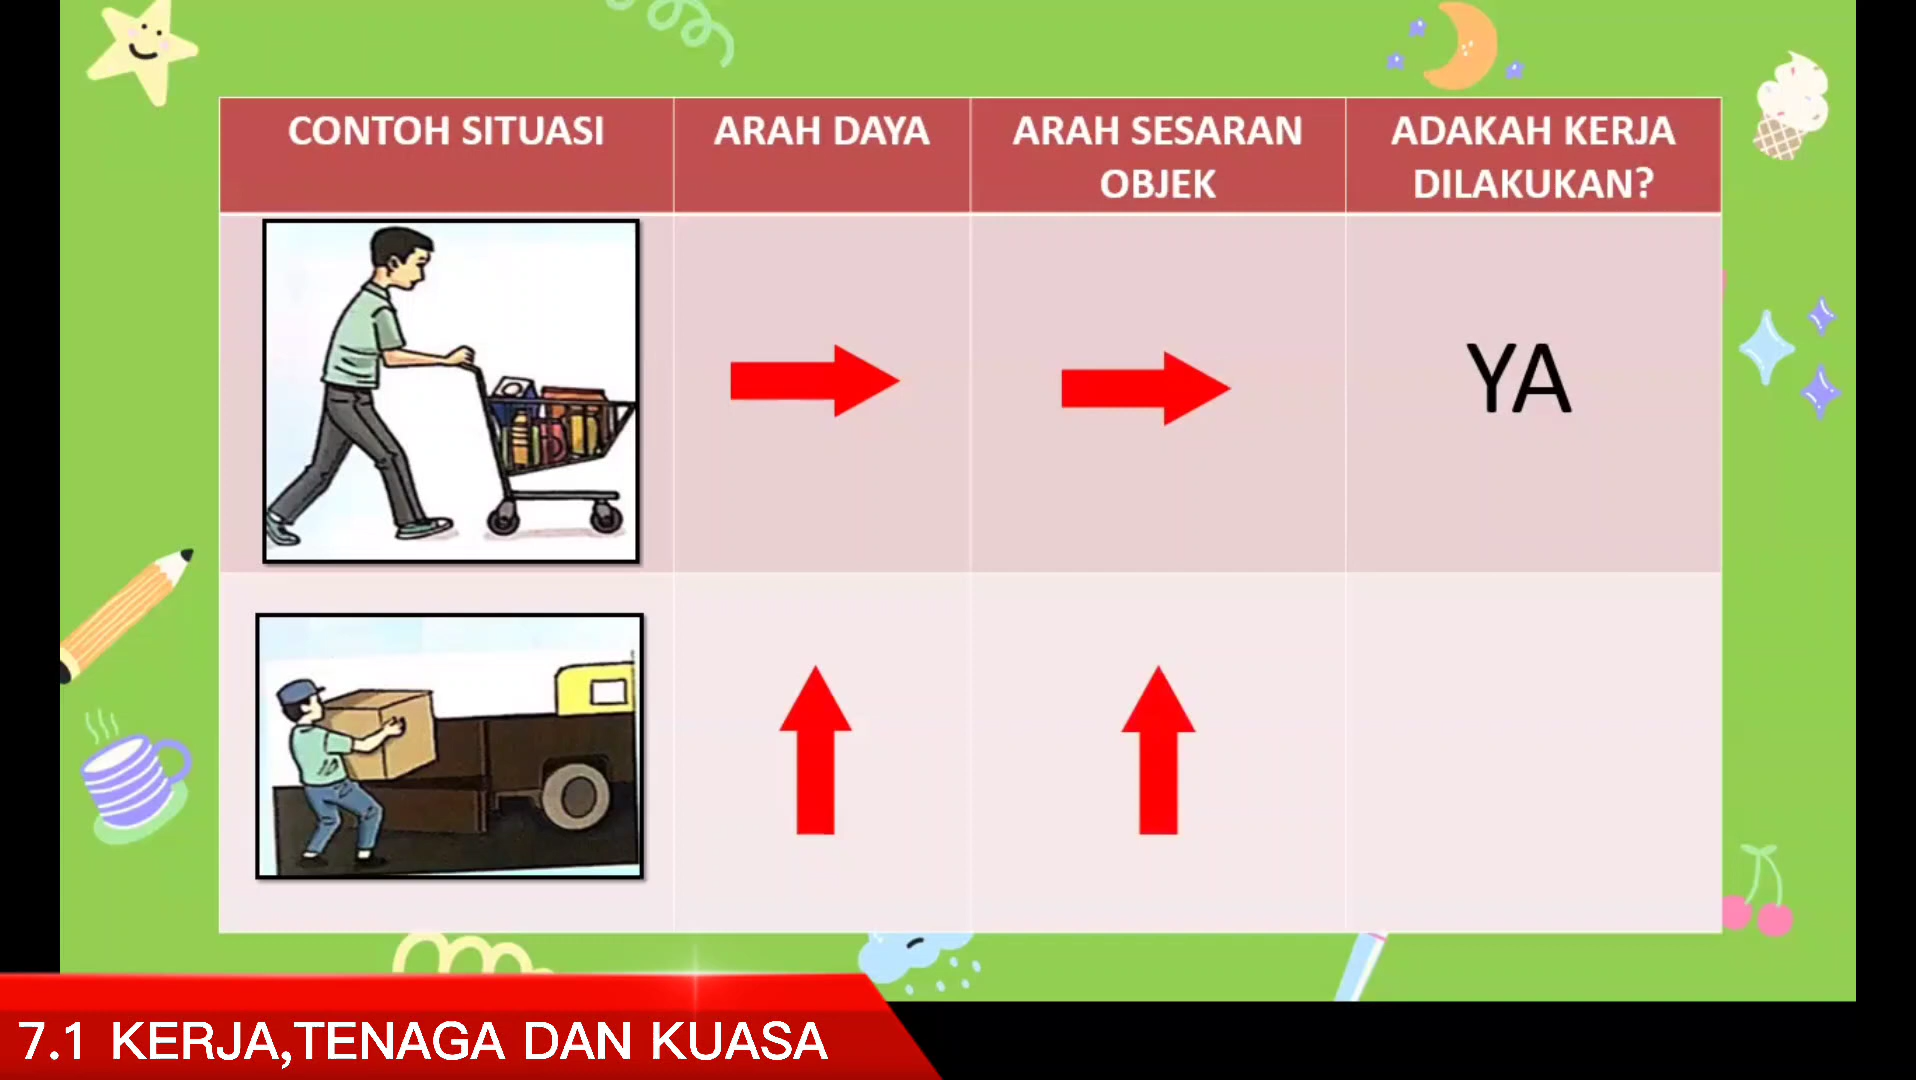 CONTOH SITUASI
ARAH DAYA
ARAH SESARAN
OBJEK
ADAKAH KERJA
DILAKUKAN?
YA
7.1 KERJA,TENAGA DAN KUASA